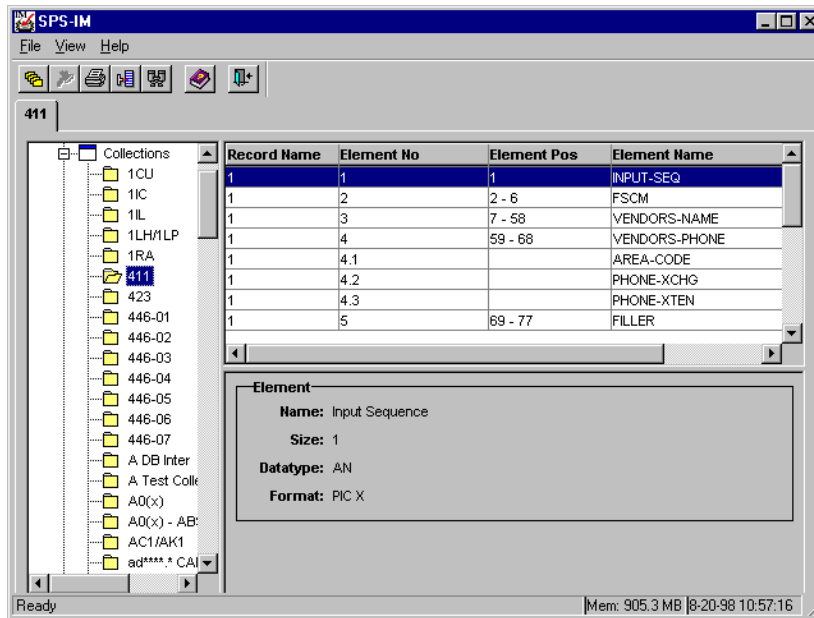 SPS-IM
File View Help
411
Collections
1CU
1IC
1IL
1LH/1LP
1RA
411
423
446-01
446-02
446-03
446-04
446-05
446-06
446-07
A DB Inter
A Test Colle
A0(x)
A0(x) - AB
AC1/AK1
ad****.* CAI
Record Name Element No Element Pos Element Name
1 1 1 INPUT-SEQ
1 2 2 - 6 FSCM
1 3 7 - 58 VENDORS-NAME
1 4 59 - 68 VENDORS-PHONE
1 4.1 AREA-CODE
1 4.2 PHONE-XCHG
1 4.3 PHONE-XTEN
1 5 69 - 77 FILLER
Element
Name: Input Sequence
Size: 1
Datatype: AN
Format: PIC X
Ready Mem: 905.3 MB 8-20-98 10:57:16